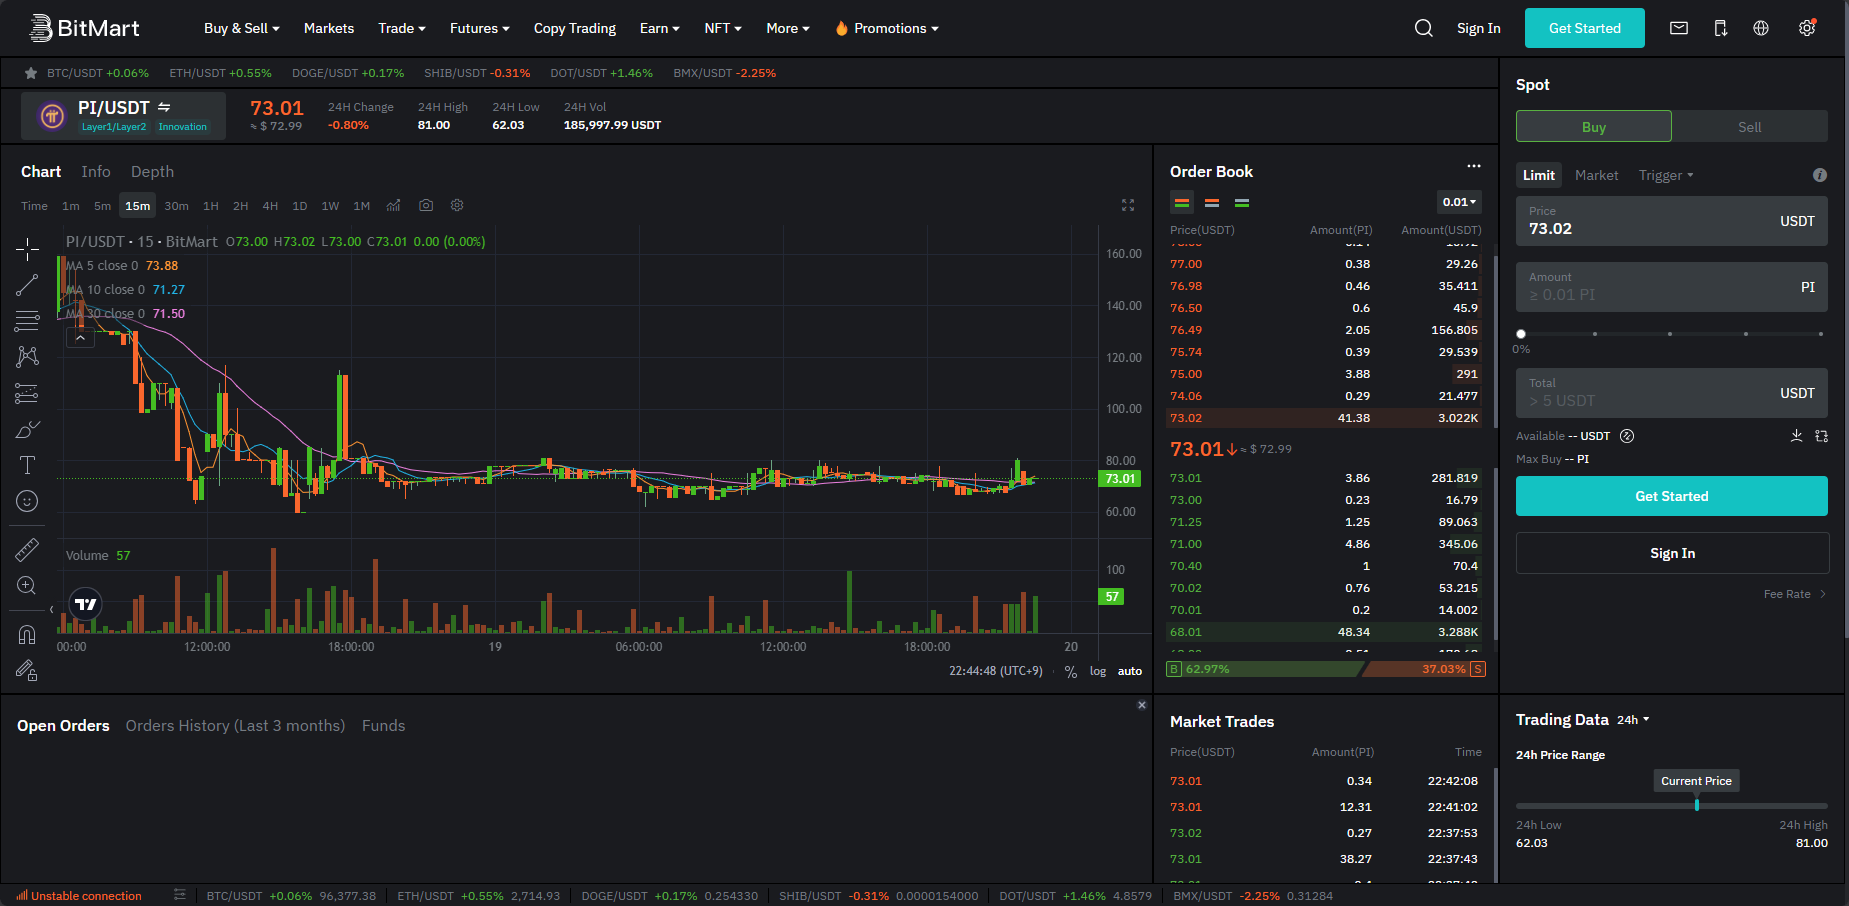 BitMart Buy & Sell Markets Trade Futures Copy Trading Earn NFT More Promotions Sign In Get Started
BTC/USDT +0.06% ETH/USDT +0.55% DOGE/USDT +0.17% SHIB/USDT -0.31% DOT/USDT +1.46% BMX/USDT -2.25%
PI/USDT
Layer1/Layer2 Innovation
73.01
≈ $ 72.99
24H Change
-0.80%
24H High
81.00
24H Low
62.03
24H Vol
185,997.99 USDT
Chart Info Depth
Time 1m 5m 15m 30m 1H 2H 4H 1D 1W 1M
PI/USDT · 15 · BitMart O73.00 H73.02 L73.00 C73.01 0.00 (0.00%)
MA 5 close 0 73.88
MA 10 close 0 71.27
MA 30 close 0 71.50
160.00
140.00
120.00
100.00
80.00
73.01
60.00
Volume 57
100
57
00:00 12:00:00 18:00:00 19 06:00:00 12:00:00 18:00:00 20
22:44:48 (UTC+9) % log auto
Order Book
0.01
Price(USDT) Amount(PI) Amount(USDT)
77.00 0.38 29.26
76.98 0.46 35.411
76.50 0.6 45.9
76.49 2.05 156.805
75.74 0.39 29.539
75.00 3.88 291
74.06 0.29 21.477
73.02 41.38 3.022K
73.01 ≈ $ 72.99
73.01 3.86 281.819
73.00 0.23 16.79
71.25 1.25 89.063
71.00 4.86 345.06
70.40 1 70.4
70.02 0.76 53.215
70.01 0.2 14.002
68.01 48.34 3.288K
B 62.97% 37.03% S
Spot
Buy Sell
Limit Market Trigger
Price
73.02 USDT
Amount
≥ 0.01 PI PI
0%
Total
> 5 USDT USDT
Available -- USDT
Max Buy -- PI
Get Started
Sign In
Fee Rate
Open Orders Orders History (Last 3 months) Funds
Market Trades
Price(USDT) Amount(PI) Time
73.01 0.34 22:42:08
73.01 12.31 22:41:02
73.02 0.27 22:37:53
73.01 38.27 22:37:43
Trading Data 24h
24h Price Range
Current Price
24h Low 24h High
62.03 81.00
Unstable connection BTC/USDT +0.06% 96,377.38 ETH/USDT +0.55% 2,714.93 DOGE/USDT +0.17% 0.254330 SHIB/USDT -0.31% 0.0000154000 DOT/USDT +1.46% 4.8579 BMX/USDT -2.25% 0.31284